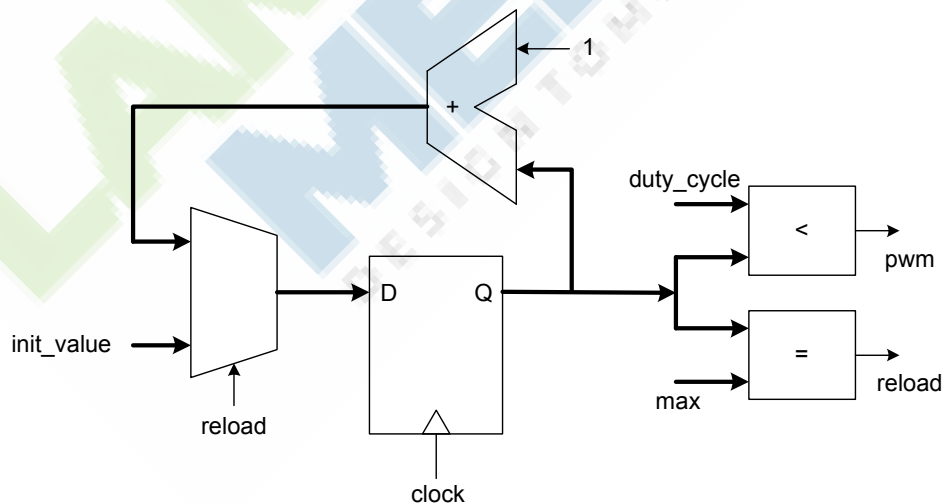 1
+
duty_cycle
<
pwm
D
Q
init_value
=
reload
max
reload
clock